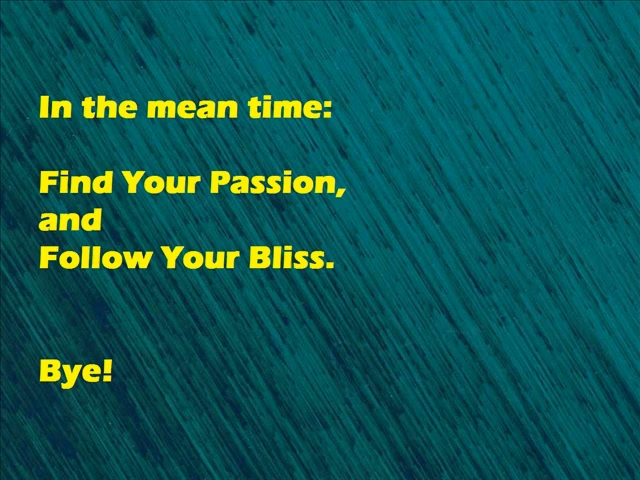 In the mean time:
Find Your Passion,
and
Follow Your Bliss.
Bye!